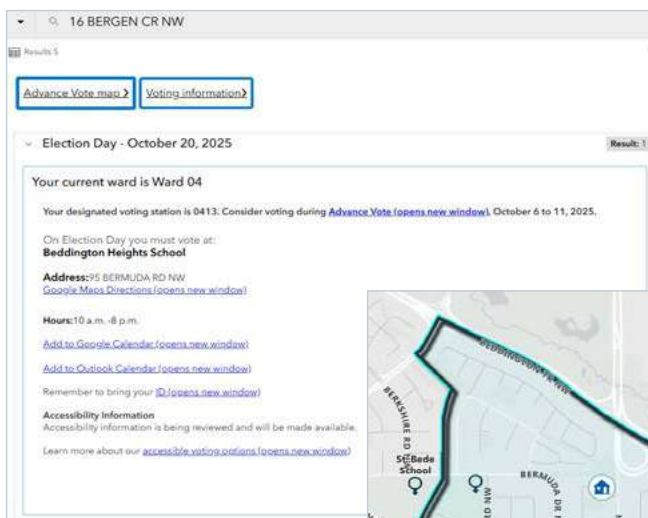 16 BERGEN CR NW
Results 5
Advance Vote map ❯ Voting information❯
Election Day - October 20, 2025 Result: 1
Your current ward is Ward 04
Your designated voting station is 0413. Consider voting during Advance Vote (opens new window), October 6 to 11, 2025.
On Election Day you must vote at:
Beddington Heights School
Address:95 BERMUDA RD NW
Google Maps Directions (opens new window)
Hours:10 a.m. -8 p.m.
Add to Google Calendar (opens new window)
Add to Outlook Calendar (opens new window)
Remember to bring your ID (opens new window)
Accessibility Information
Accessibility information is being reviewed and will be made available.
Learn more about our accessible voting options (opens new window)
BEDDINGTON TR NW
BERKSHIRE RD NW
St Bede
School
BERMUDA DR N
NW